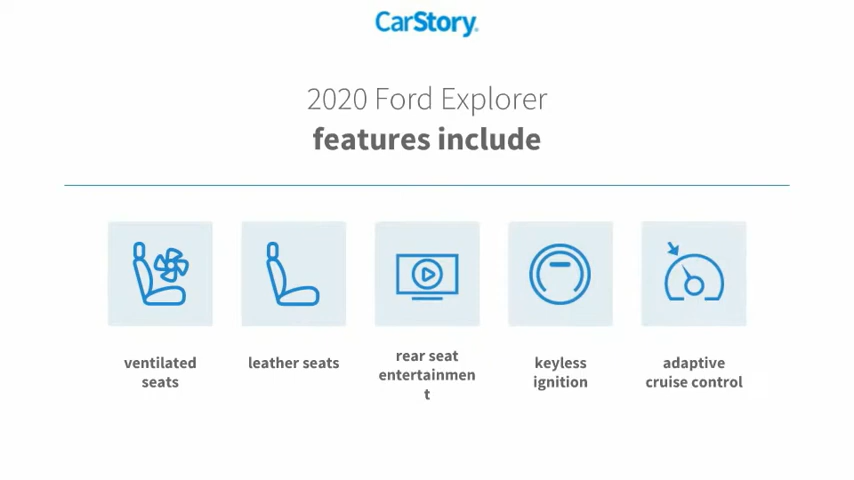 CarStory.
2020 Ford Explorer
features include
ventilated
seats
leather seats
rear seat
entertainmen
t
keyless
ignition
adaptive
cruise control